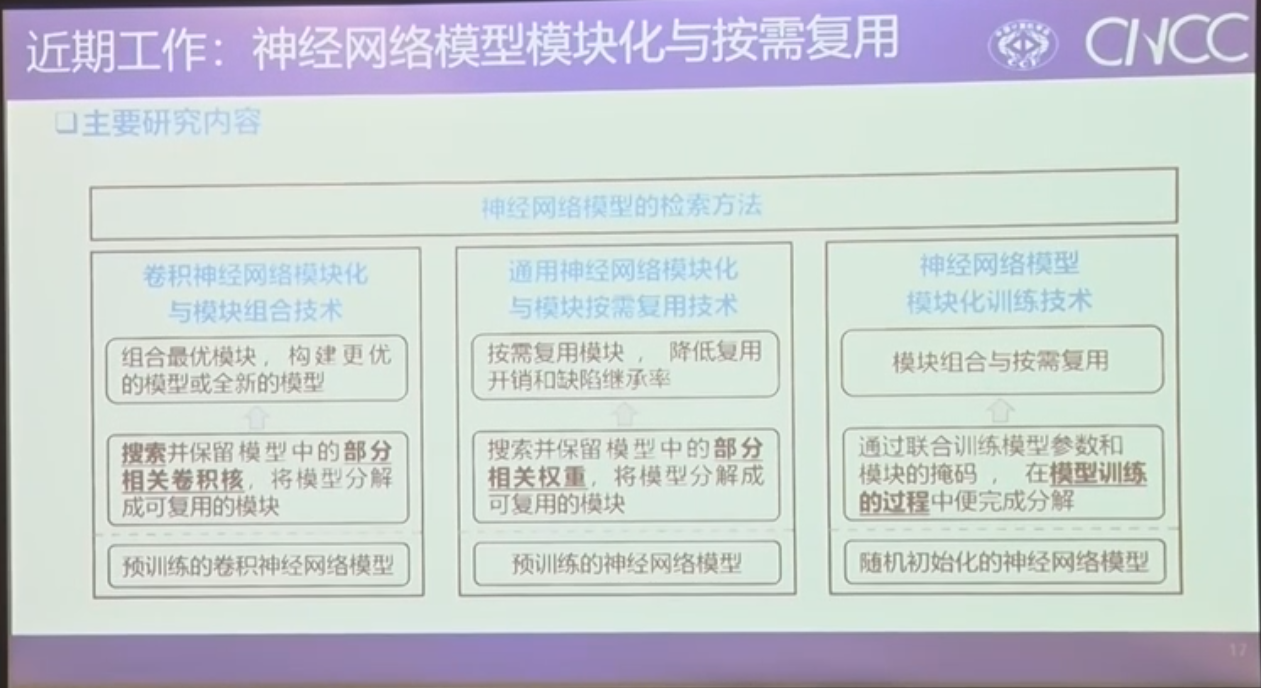 近期工作：神经网络模型模块化与按需复用
CNCC
主要研究内容
神经网络模型的检索方法
卷积神经网络模块化
与模块组合技术
组合最优模块，构建更优
的模型或全新的模型
搜索并保留模型中的部分
相关卷积核，将模型分解
成可复用的模块
预训练的卷积神经网络模型
通用神经网络模块化
与模块按需复用技术
按需复用模块，降低复用
开销和缺陷继承率
搜索并保留模型中的部分
相关权重，将模型分解成
可复用的模块
预训练的神经网络模型
神经网络模型
模块化训练技术
模块组合与按需复用
通过联合训练模型参数和
模块的掩码，在模型训练
的过程中便完成分解
随机初始化的神经网络模型
17